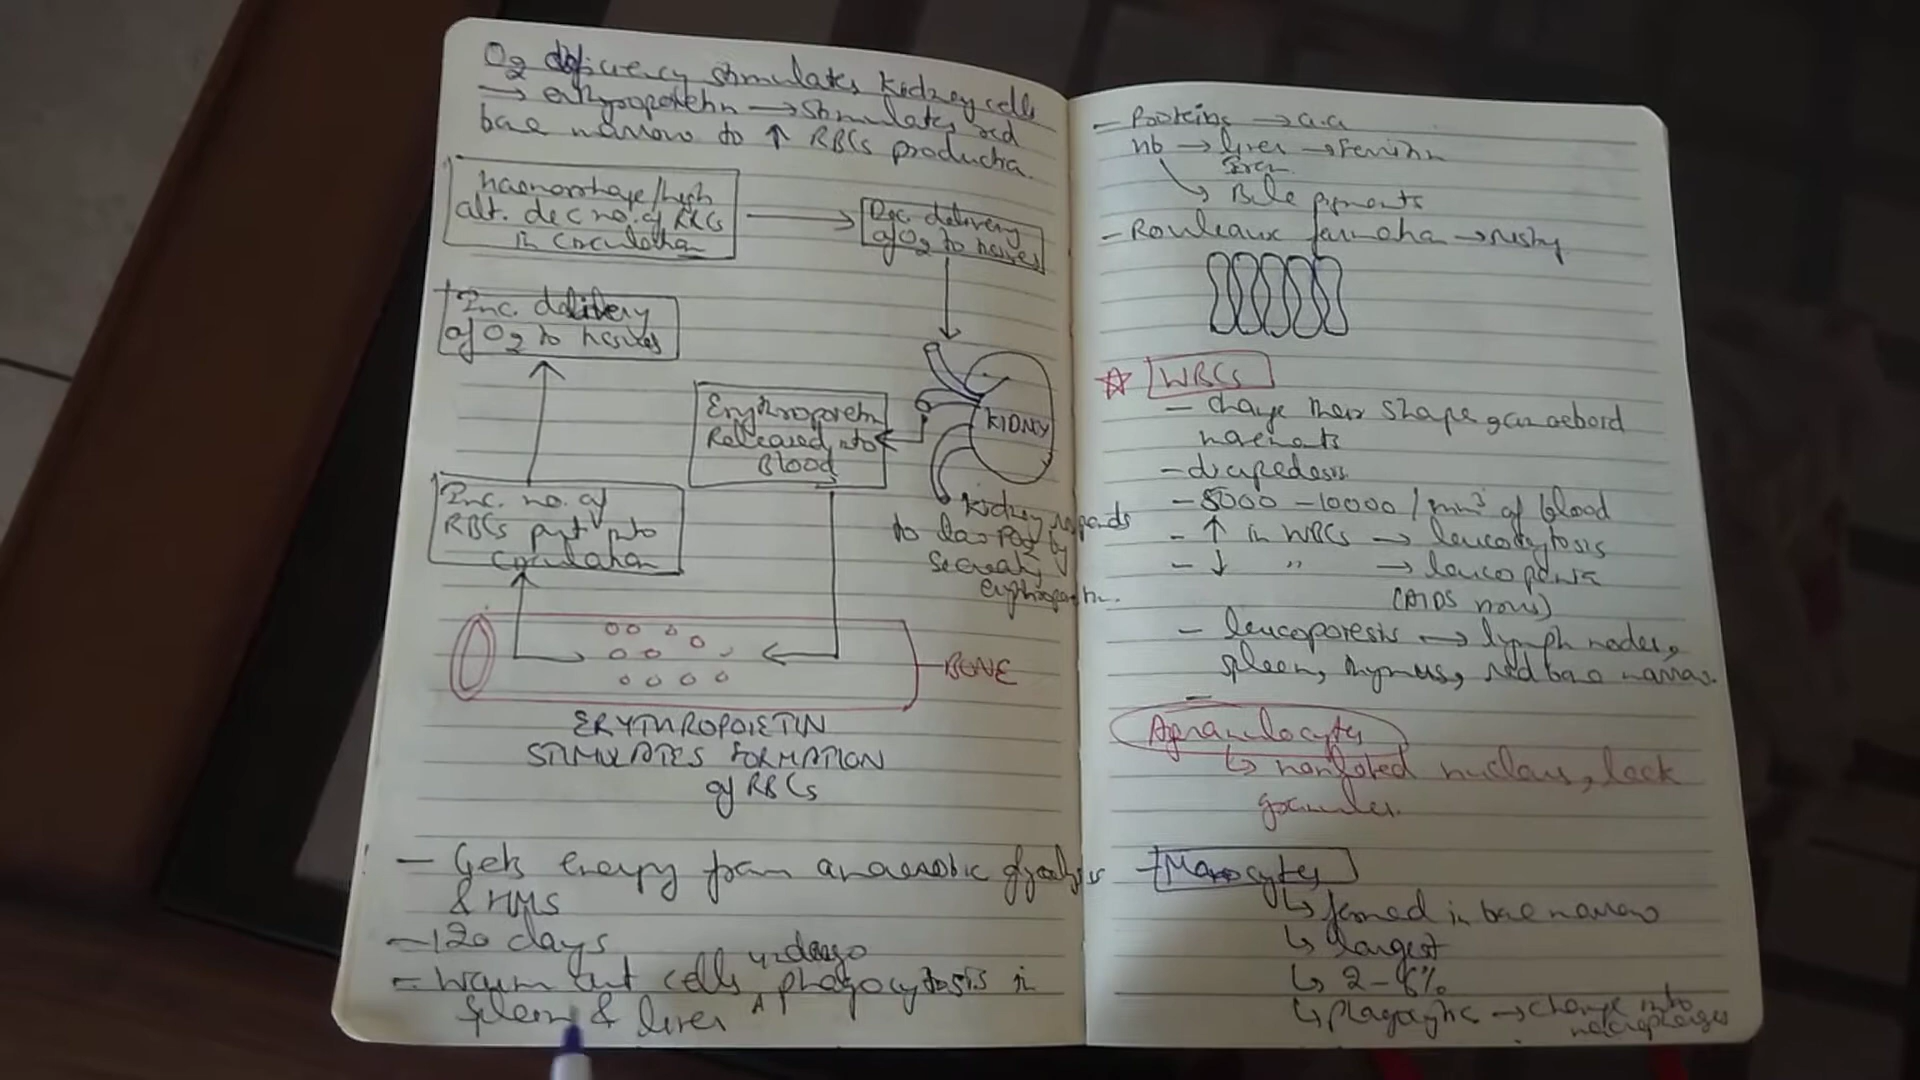 O2 deficiency stimulates kidney cells
→ erythropoietin → stimulates red
bone marrow to ↑ RBCs production.
haemorrhage/high
alt. dec no. of RBCs
in circulation
Dec. delivery
of O2 to tissues
Inc. delivery
of O2 to tissues
Erythropoietin
Released into
Blood
KIDNEY
Kidney responds
to low PO2 by
secreting
erythropoietin.
Inc. no. of
RBCs put into
circulation
BONE
ERYTHROPOIETIN
STIMULATES FORMATION
of RBCs
- Gets energy from anaerobic glycolysis
& HMS
- 120 days
- Worn out cells undergo phagocytosis in
spleen & liver
- Proteins → a.a
Hb → liver → Ferritin
Iron
Bile pigments
- Rouleaux formation →
☆ WBCs
- change their shape
- diapedesis
- 5000 - 10000 / mm³ of blood
- ↑ in WBCs → leucocytosis
- ↓ " → leucopenia
(AIDS
- leucopoiesis → lymph nodes,
spleen, thymus, red bone marrow.
Agranulocytes
↳ nonlobed nucleus, lack
granules.
- Monocytes
↳ formed in bone marrow
↳ largest
↳ 2-8%
↳ phagocytic → change into
macrophages